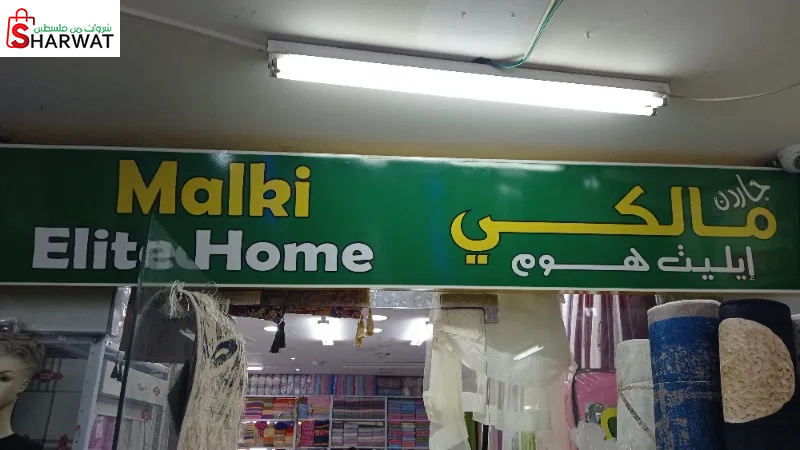 شروات من فلسطين
SHARWAT
Malki
Elite Home
جاردن
مالكي
إيليت هوم